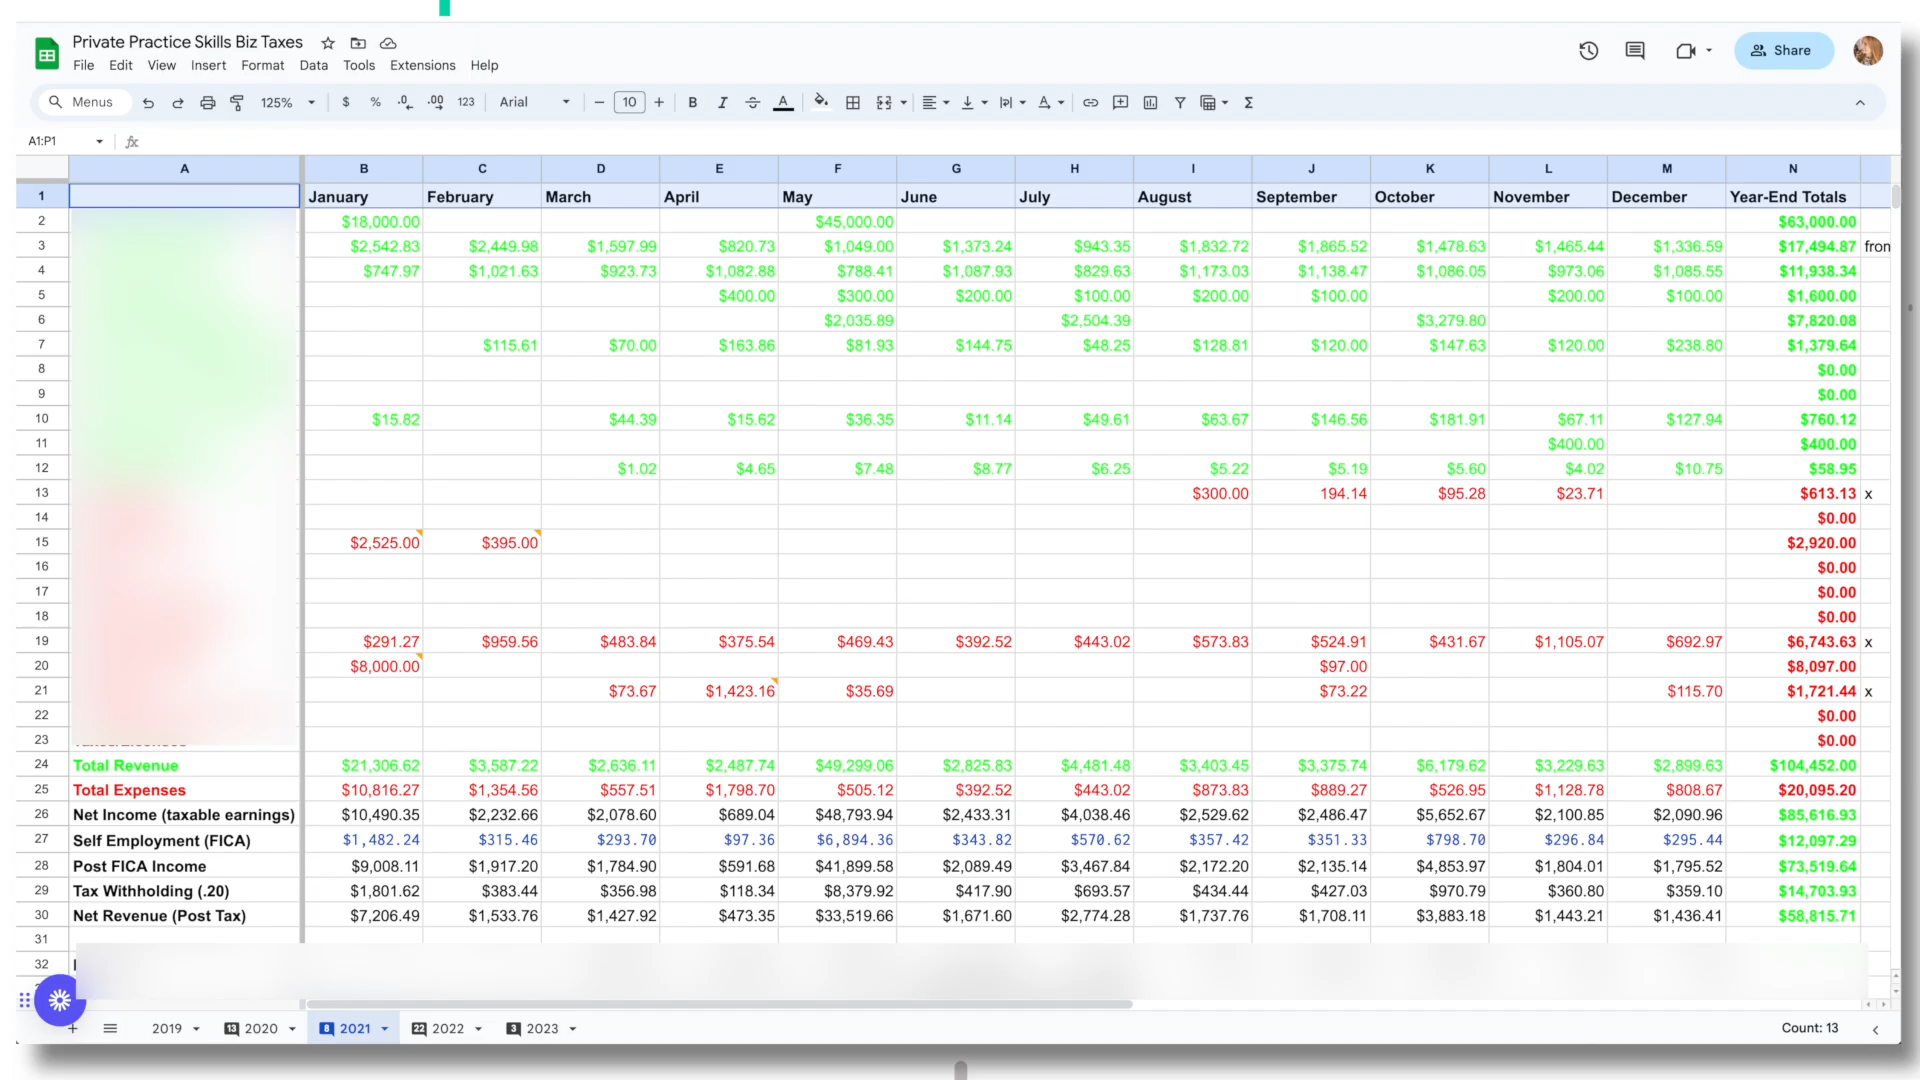 Private Practice Skills Biz Taxes
File Edit View Insert Format Data Tools Extensions Help
Share
Menus 125% $ % .0 .00 123 Arial 10 B I A Σ
A1:P1 fx
A B C D E F G H I J K L M N
1 January February March April May June July August September October November December Year-End Totals
2 $18,000.00 $45,000.00 $63,000.00
3 $2,542.83 $2,449.98 $1,597.99 $820.73 $1,049.00 $1,373.24 $943.35 $1,832.72 $1,865.52 $1,478.63 $1,465.44 $1,336.59 $17,494.87 fron
4 $747.97 $1,021.63 $923.73 $1,082.88 $788.41 $1,087.93 $829.63 $1,173.03 $1,138.47 $1,086.05 $973.06 $1,085.55 $11,938.34
5 $400.00 $300.00 $200.00 $100.00 $200.00 $100.00 $200.00 $100.00 $1,600.00
6 $2,035.89 $2,504.39 $3,279.80 $7,820.08
7 $115.61 $70.00 $163.86 $81.93 $144.75 $48.25 $128.81 $120.00 $147.63 $120.00 $238.80 $1,379.64
8 $0.00
9 $0.00
10 $15.82 $44.39 $15.62 $36.35 $11.14 $49.61 $63.67 $146.56 $181.91 $67.11 $127.94 $760.12
11 $400.00 $400.00
12 $1.02 $4.65 $7.48 $8.77 $6.25 $5.22 $5.19 $5.60 $4.02 $10.75 $58.95
13 $300.00 194.14 $95.28 $23.71 $613.13 x
14 $0.00
15 $2,525.00 $395.00 $2,920.00
16 $0.00
17 $0.00
18 $0.00
19 $291.27 $959.56 $483.84 $375.54 $469.43 $392.52 $443.02 $573.83 $524.91 $431.67 $1,105.07 $692.97 $6,743.63 x
20 $8,000.00 $97.00 $8,097.00
21 $73.67 $1,423.16 $35.69 $73.22 $115.70 $1,721.44 x
22 $0.00
23 $0.00
24 Total Revenue $21,306.62 $3,587.22 $2,636.11 $2,487.74 $49,299.06 $2,825.83 $4,481.48 $3,403.45 $3,375.74 $6,179.62 $3,229.63 $2,899.63 $104,452.00
25 Total Expenses $10,816.27 $1,354.56 $557.51 $1,798.70 $505.12 $392.52 $443.02 $873.83 $889.27 $526.95 $1,128.78 $808.67 $20,095.20
26 Net Income (taxable earnings) $10,490.35 $2,232.66 $2,078.60 $689.04 $48,793.94 $2,433.31 $4,038.46 $2,529.62 $2,486.47 $5,652.67 $2,100.85 $2,090.96 $85,616.93
27 Self Employment (FICA) $1,482.24 $315.46 $293.70 $97.36 $6,894.36 $343.82 $570.62 $357.42 $351.33 $798.70 $296.84 $295.44 $12,097.29
28 Post FICA Income $9,008.11 $1,917.20 $1,784.90 $591.68 $41,899.58 $2,089.49 $3,467.84 $2,172.20 $2,135.14 $4,853.97 $1,804.01 $1,795.52 $73,519.64
29 Tax Withholding (.20) $1,801.62 $383.44 $356.98 $118.34 $8,379.92 $417.90 $693.57 $434.44 $427.03 $970.79 $360.80 $359.10 $14,703.93
30 Net Revenue (Post Tax) $7,206.49 $1,533.76 $1,427.92 $473.35 $33,519.66 $1,671.60 $2,774.28 $1,737.76 $1,708.11 $3,883.18 $1,443.21 $1,436.41 $58,815.71
31
32
2019 13 2020 8 2021 22 2022 3 2023 Count: 13